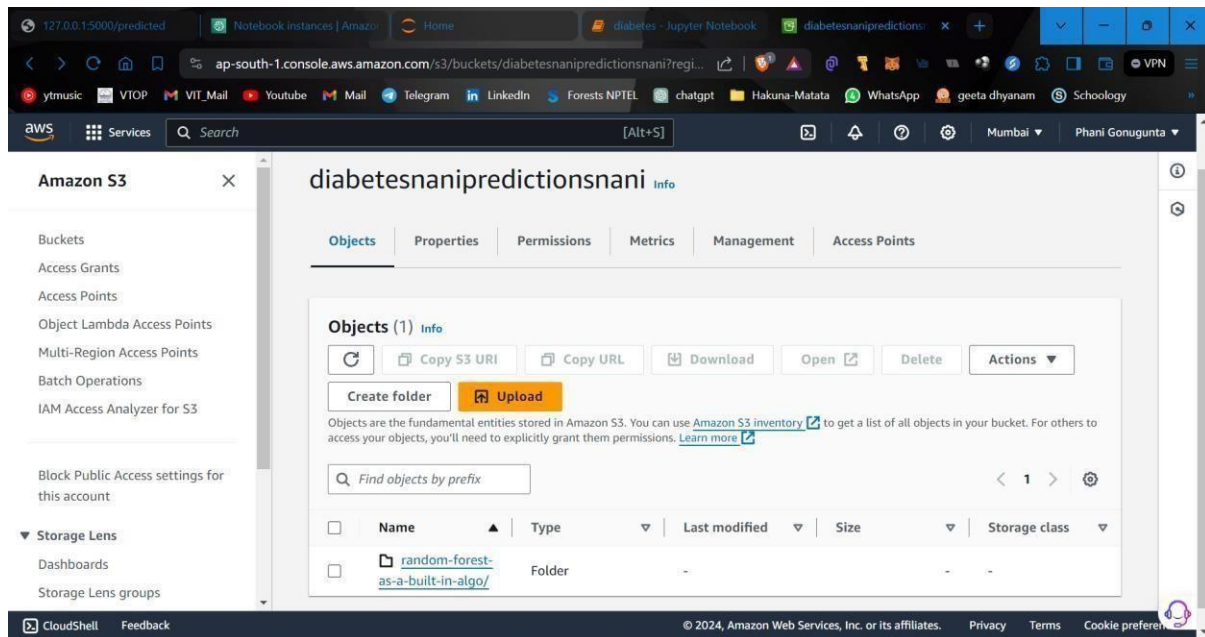 127.0.0.1:5000/predicted
Notebook instances | Amazo
Home
diabetes - Jupyter Notebook
diabetesnanipredictionsn
ap-south-1.console.aws.amazon.com/s3/buckets/diabetesnanipredictionsnani?regi...
VPN
ytmusic
VTOP
VIT_Mail
Youtube
Mail
Telegram
LinkedIn
Forests NPTEL
chatgpt
Hakuna-Matata
WhatsApp
geeta dhyanam
Schoology
aws
Services
Search
[Alt+S]
Mumbai
Phani Gonugunta
Amazon S3
Buckets
Access Grants
Access Points
Object Lambda Access Points
Multi-Region Access Points
Batch Operations
IAM Access Analyzer for S3
Block Public Access settings for
this account
Storage Lens
Dashboards
Storage Lens groups
diabetesnanipredictionsnani Info
Objects
Properties
Permissions
Metrics
Management
Access Points
Objects (1) Info
Copy S3 URI
Copy URL
Download
Open
Delete
Actions
Create folder
Upload
Objects are the fundamental entities stored in Amazon S3. You can use Amazon S3 inventory to get a list of all objects in your bucket. For others to
access your objects, you'll need to explicitly grant them permissions. Learn more
Find objects by prefix
1
Name
Type
Last modified
Size
Storage class
random-forest-
as-a-built-in-algo/
Folder
-
-
-
CloudShell
Feedback
© 2024, Amazon Web Services, Inc. or its affiliates.
Privacy
Terms
Cookie preferen